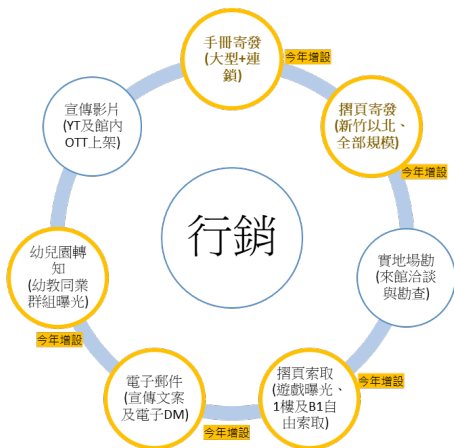 手冊寄發
(大型+連
鎖)
今年增設
摺頁寄發
(新竹以北、
全部規模)
今年增設
實地場勘
(來館洽談
與勘查)
摺頁索取
(遊戲曝光、
1樓及B1自
由索取)
今年增設
電子郵件
(宣傳文案
及電子DM)
今年增設
幼兒園轉
知
(幼教同業
群組曝光)
今年增設
宣傳影片
(YT及館內
OTT上架)
行銷